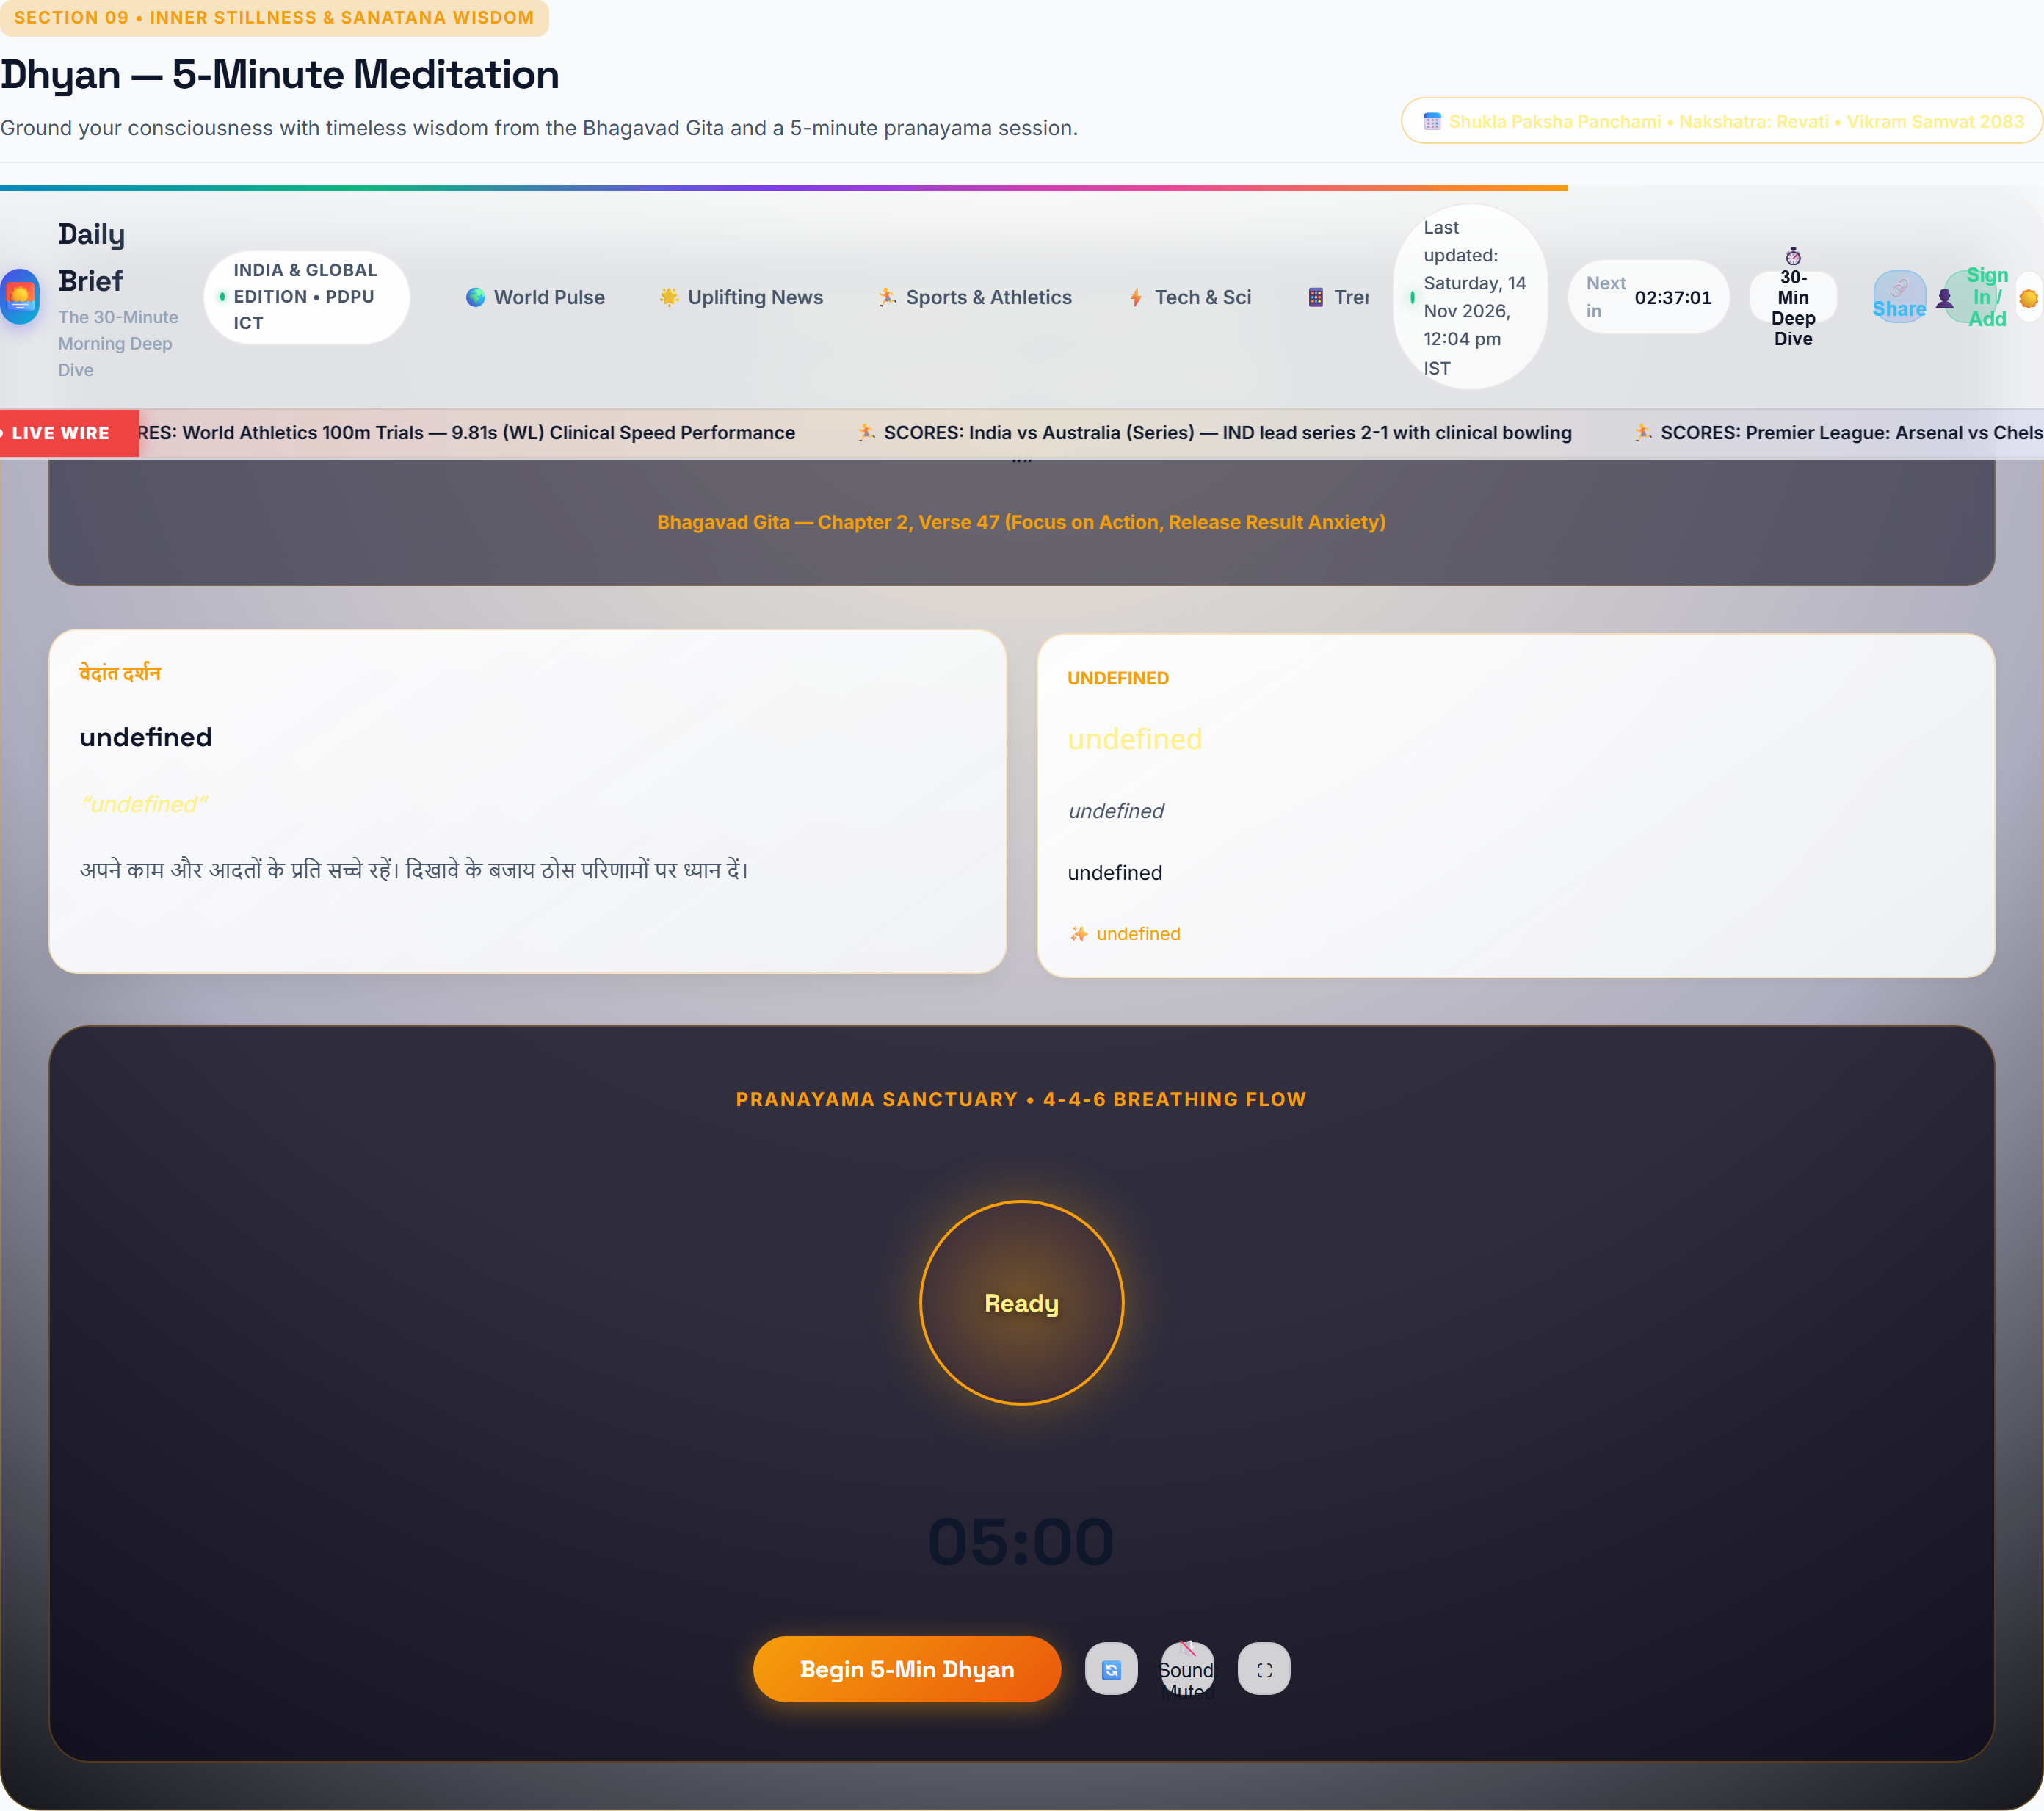 SECTION 09 • INNER STILLNESS & SANATANA WISDOM
Dhyan — 5-Minute Meditation
Ground your consciousness with timeless wisdom from the Bhagavad Gita and a 5-minute pranayama session.
Shukla Paksha Panchami • Nakshatra: Revati • Vikram Samvat 2083
Daily
Brief
The 30-Minute
Morning Deep
Dive
INDIA & GLOBAL
EDITION • PDPU
ICT
World Pulse
Uplifting News
Sports & Athletics
Tech & Sci
Last
updated:
Saturday, 14
Nov 2026,
12:04 pm
IST
Next
in
02:37:01
30-
Min
Deep
Dive
Share
Sign
In /
Add
LIVE WIRE
RES: World Athletics 100m Trials — 9.81s (WL) Clinical Speed Performance
SCORES: India vs Australia (Series) — IND lead series 2-1 with clinical bowling
SCORES: Premier League: Arsenal vs Chels
Bhagavad Gita — Chapter 2, Verse 47 (Focus on Action, Release Result Anxiety)
वेदांत दर्शन
undefined
"undefined"
अपने काम और आदतों के प्रति सच्चे रहें। दिखावे के बजाय ठोस परिणामों पर ध्यान दें।
UNDEFINED
undefined
undefined
undefined
undefined
PRANAYAMA SANCTUARY • 4-4-6 BREATHING FLOW
Ready
05:00
Begin 5-Min Dhyan
Sound
Muted